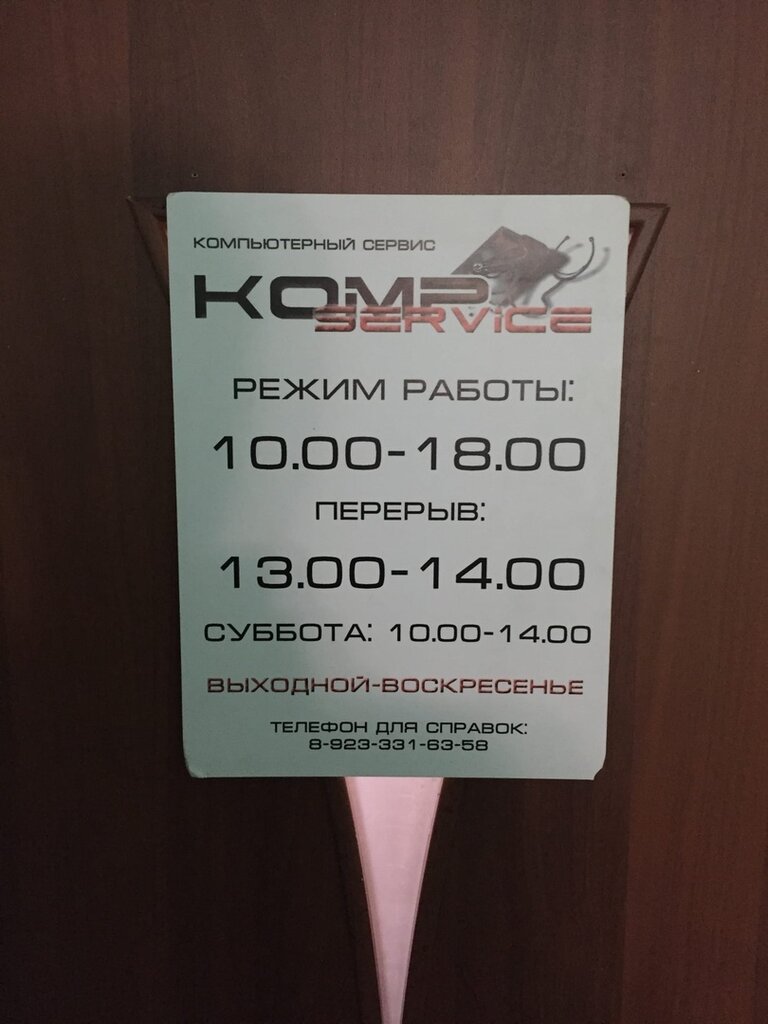 КОМПЬЮТЕРНЫЙ СЕРВИС
KOMP
SERVICE
РЕЖИМ РАБОТЫ:
10.00-18.00
ПЕРЕРЫВ:
13.00-14.00
СУББОТА: 10.00-14.00
ВЫХОДНОЙ-ВОСКРЕСЕНЬЕ
ТЕЛЕФОН ДЛЯ СПРАВОК:
8-923-331-63-58